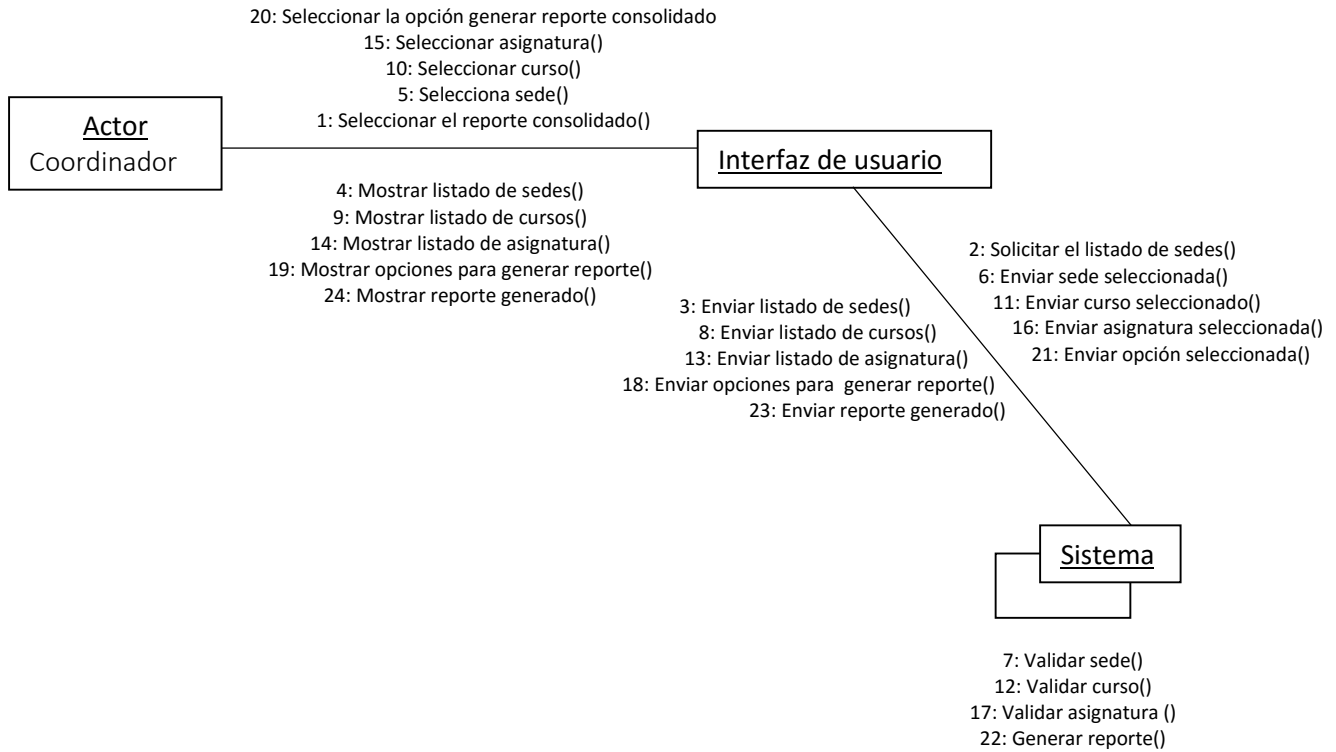 20: Seleccionar la opción generar reporte consolidado
15: Seleccionar asignatura()
10: Seleccionar curso()
5: Selecciona sede()
1: Seleccionar el reporte consolidado()
Actor
Coordinador
Interfaz de usuario
4: Mostrar listado de sedes()
9: Mostrar listado de cursos()
14: Mostrar listado de asignatura()
19: Mostrar opciones para generar reporte()
24: Mostrar reporte generado()
2: Solicitar el listado de sedes()
6: Enviar sede seleccionada()
11: Enviar curso seleccionado()
16: Enviar asignatura seleccionada()
21: Enviar opción seleccionada()
3: Enviar listado de sedes()
8: Enviar listado de cursos()
13: Enviar listado de asignatura()
18: Enviar opciones para  generar reporte()
23: Enviar reporte generado()
Sistema
7: Validar sede()
12: Validar curso()
17: Validar asignatura ()
22: Generar reporte()